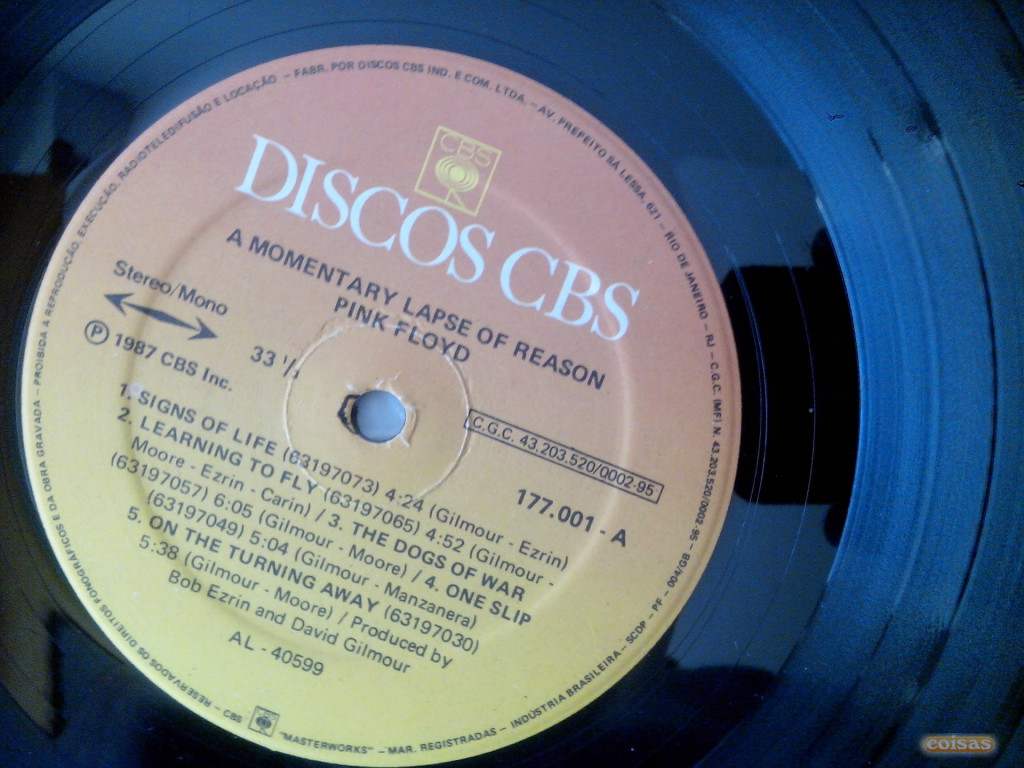 RESERVADOS OS DIREITOS FONOGRÁFICOS E DA OBRA GRAVADA – PROIBIDA A REPRODUÇÃO, EXECUÇÃO, RADIOTELEDIFUSÃO E LOCAÇÃO – FABR. POR DISCOS CBS IND. E COM. LTDA. – AV. PREFEITO SÁ LESSA, 621 – RIO DE JANEIRO – RJ – C.G.C. (MF) N. 43.203.520/0002-95 – SCDP – PF – 004/GB – INDÚSTRIA BRASILEIRA
CBS
DISCOS CBS
A MOMENTARY LAPSE OF REASON
PINK FLOYD
Stereo/Mono
Ⓟ 1987 CBS Inc.
33 ⅓
C.G.C. 43.203.520/0002-95
177.001 - A
1. SIGNS OF LIFE (63197073) 4:24 (Gilmour - Ezrin)
2. LEARNING TO FLY (63197065) 4:52 (Gilmour -
Moore - Ezrin - Carin) / 3. THE DOGS OF WAR
(63197057) 6:05 (Gilmour - Moore) / 4. ONE SLIP
(63197049) 5:04 (Gilmour - Manzanera)
5. ON THE TURNING AWAY (63197030)
5:38 (Gilmour - Moore) / Produced by
Bob Ezrin and David Gilmour
AL - 40599
– CBS "MASTERWORKS" – MAR. REGISTRADAS –
coisas